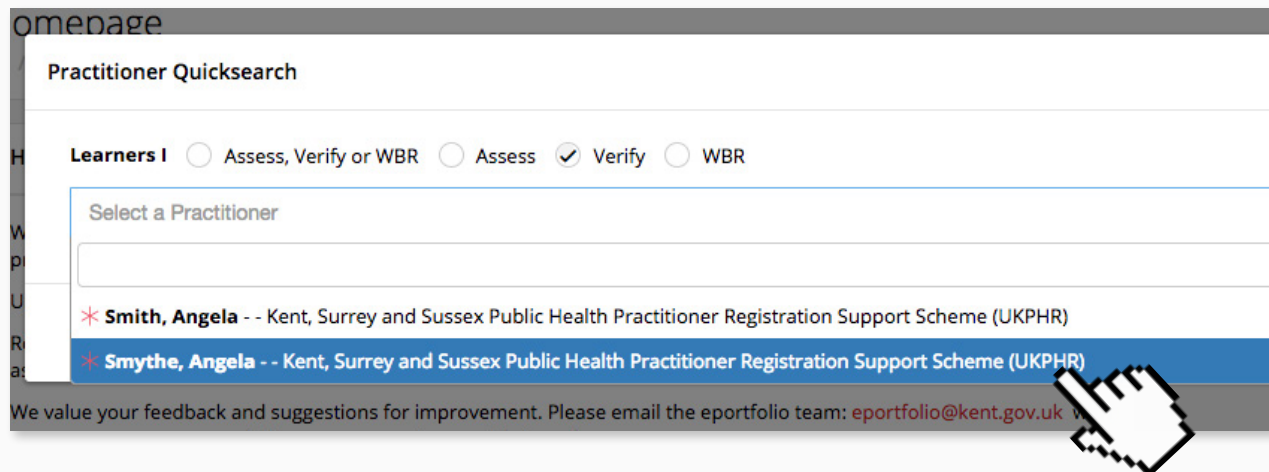 omepage
Practitioner Quicksearch
Learners I Assess, Verify or WBR Assess Verify WBR
Select a Practitioner
Smith, Angela - - Kent, Surrey and Sussex Public Health Practitioner Registration Support Scheme (UKPHR)
Smythe, Angela - - Kent, Surrey and Sussex Public Health Practitioner Registration Support Scheme (UKPHR)
We value your feedback and suggestions for improvement. Please email the eportfolio team: eportfolio@kent.gov.uk